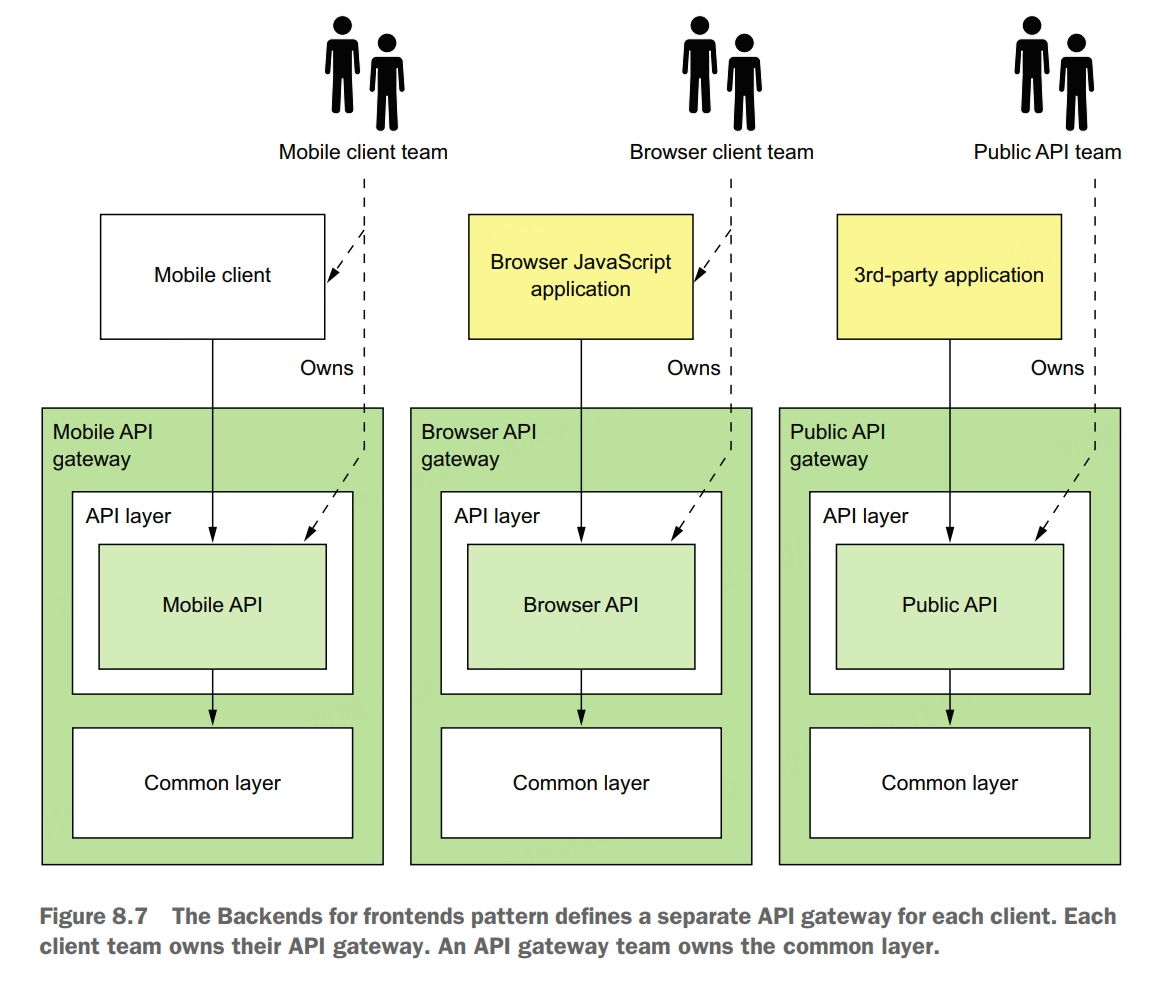 Mobile client team
Browser client team
Public API team
Mobile client
Browser JavaScript
application
3rd-party application
Owns
Owns
Owns
Mobile API
gateway
Browser API
gateway
Public API
gateway
API layer
API layer
API layer
Mobile API
Browser API
Public API
Common layer
Common layer
Common layer
Figure 8.7 The Backends for frontends pattern defines a separate API gateway for each client. Each
client team owns their API gateway. An API gateway team owns the common layer.